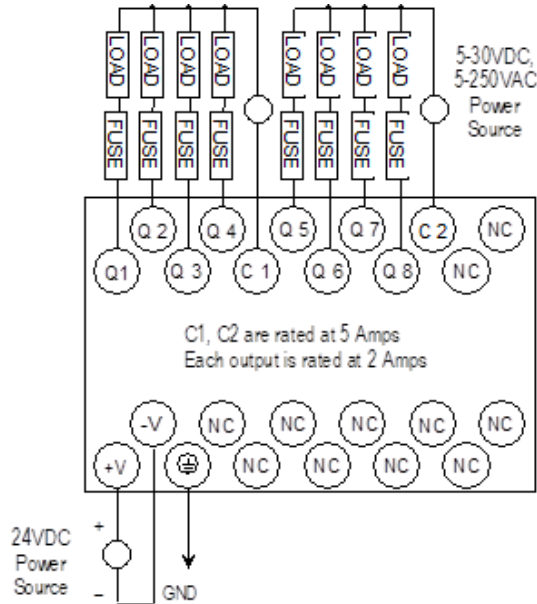 LOAD LOAD LOAD LOAD LOAD LOAD LOAD LOAD
5-30VDC,
5-250VAC
Power
Source
FUSE FUSE FUSE FUSE FUSE FUSE FUSE FUSE
Q 2 Q 4 Q 5 Q 7 C 2 NC
Q1 Q 3 C 1 Q 6 Q 8 NC
C1, C2 are rated at 5 Amps
Each output is rated at 2 Amps
-V NC NC NC NC NC
+V NC NC NC NC
24VDC
Power
Source
+
–
GND